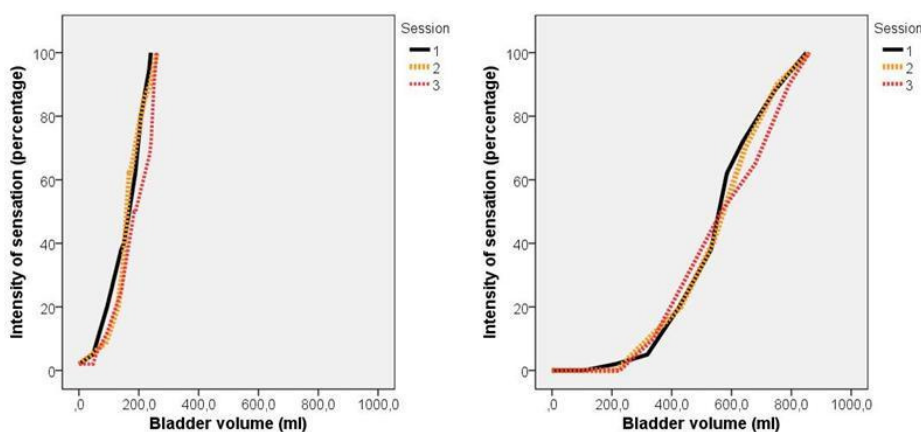 Session
1
2
3
Intensity of sensation (percentage)
100
80
60
40
20
0
,0 200,0 400,0 600,0 800,0 1000,0
Bladder volume (ml)
Session
1
2
3
Intensity of sensation (percentage)
100
80
60
40
20
0
,0 200,0 400,0 600,0 800,0 1000,0
Bladder volume (ml)